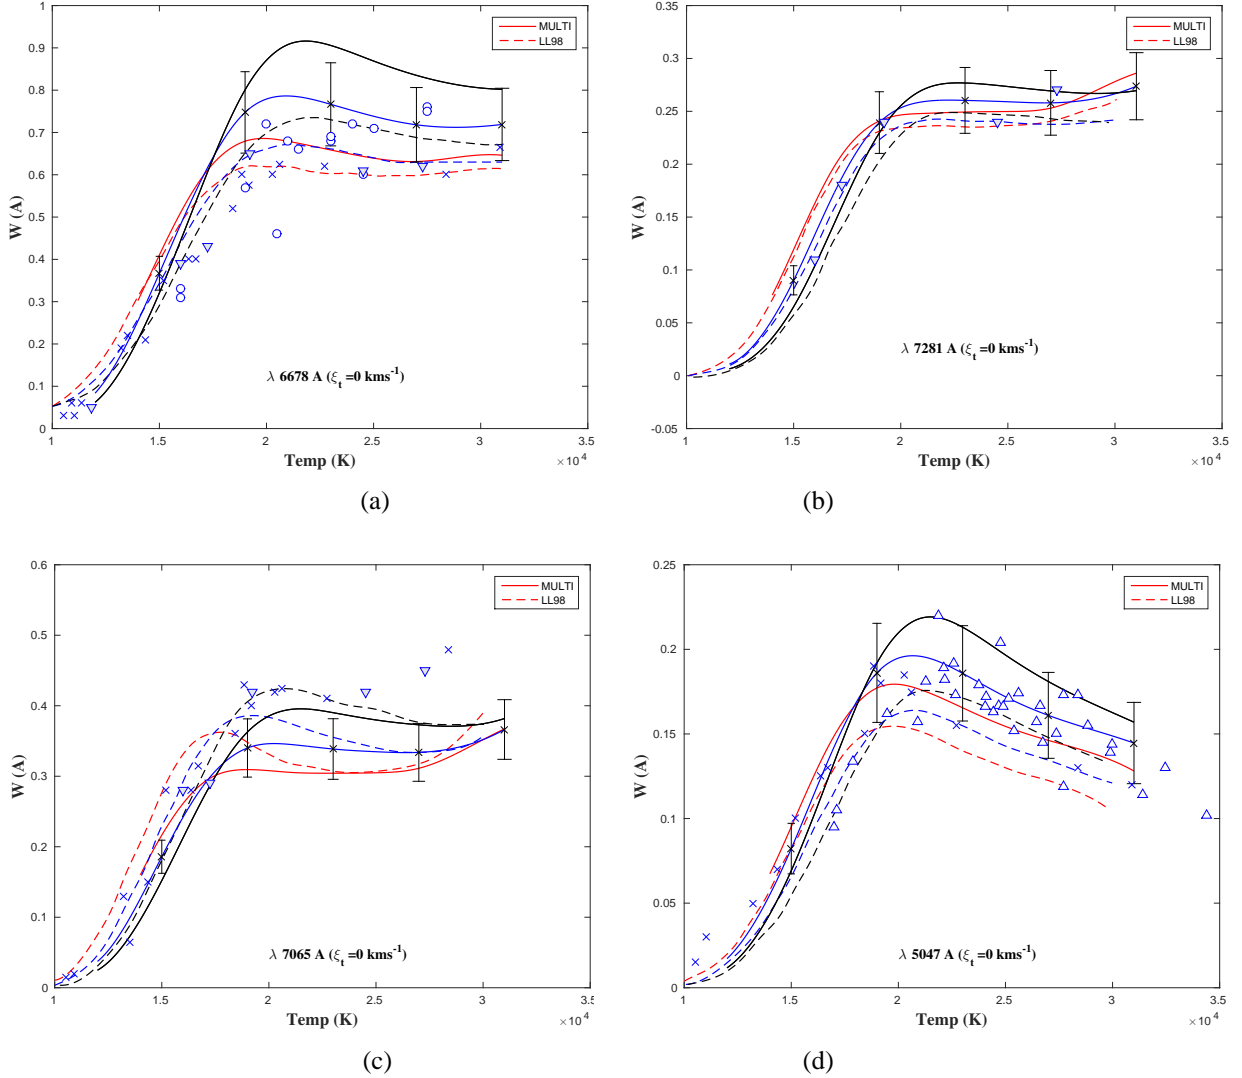 1
0.9
0.8
0.7
0.6
0.5
0.4
0.3
0.2
0.1
0
W (A)
MULTI
LL98
λ 6678 A (ξt =0 kms-1)
1 1.5 2 2.5 3 3.5
Temp (K)
×10^4
(a)
0.35
0.3
0.25
0.2
0.15
0.1
0.05
0
-0.05
W (A)
MULTI
LL98
λ 7281 A (ξt =0 kms-1)
1 1.5 2 2.5 3 3.5
Temp (K)
×10^4
(b)
0.6
0.5
0.4
0.3
0.2
0.1
0
W (A)
MULTI
LL98
λ 7065 A (ξt =0 kms-1)
1 1.5 2 2.5 3 3.5
Temp (K)
×10^4
(c)
0.25
0.2
0.15
0.1
0.05
0
W (A)
MULTI
LL98
λ 5047 A (ξt =0 kms-1)
1 1.5 2 2.5 3 3.5
Temp (K)
×10^4
(d)